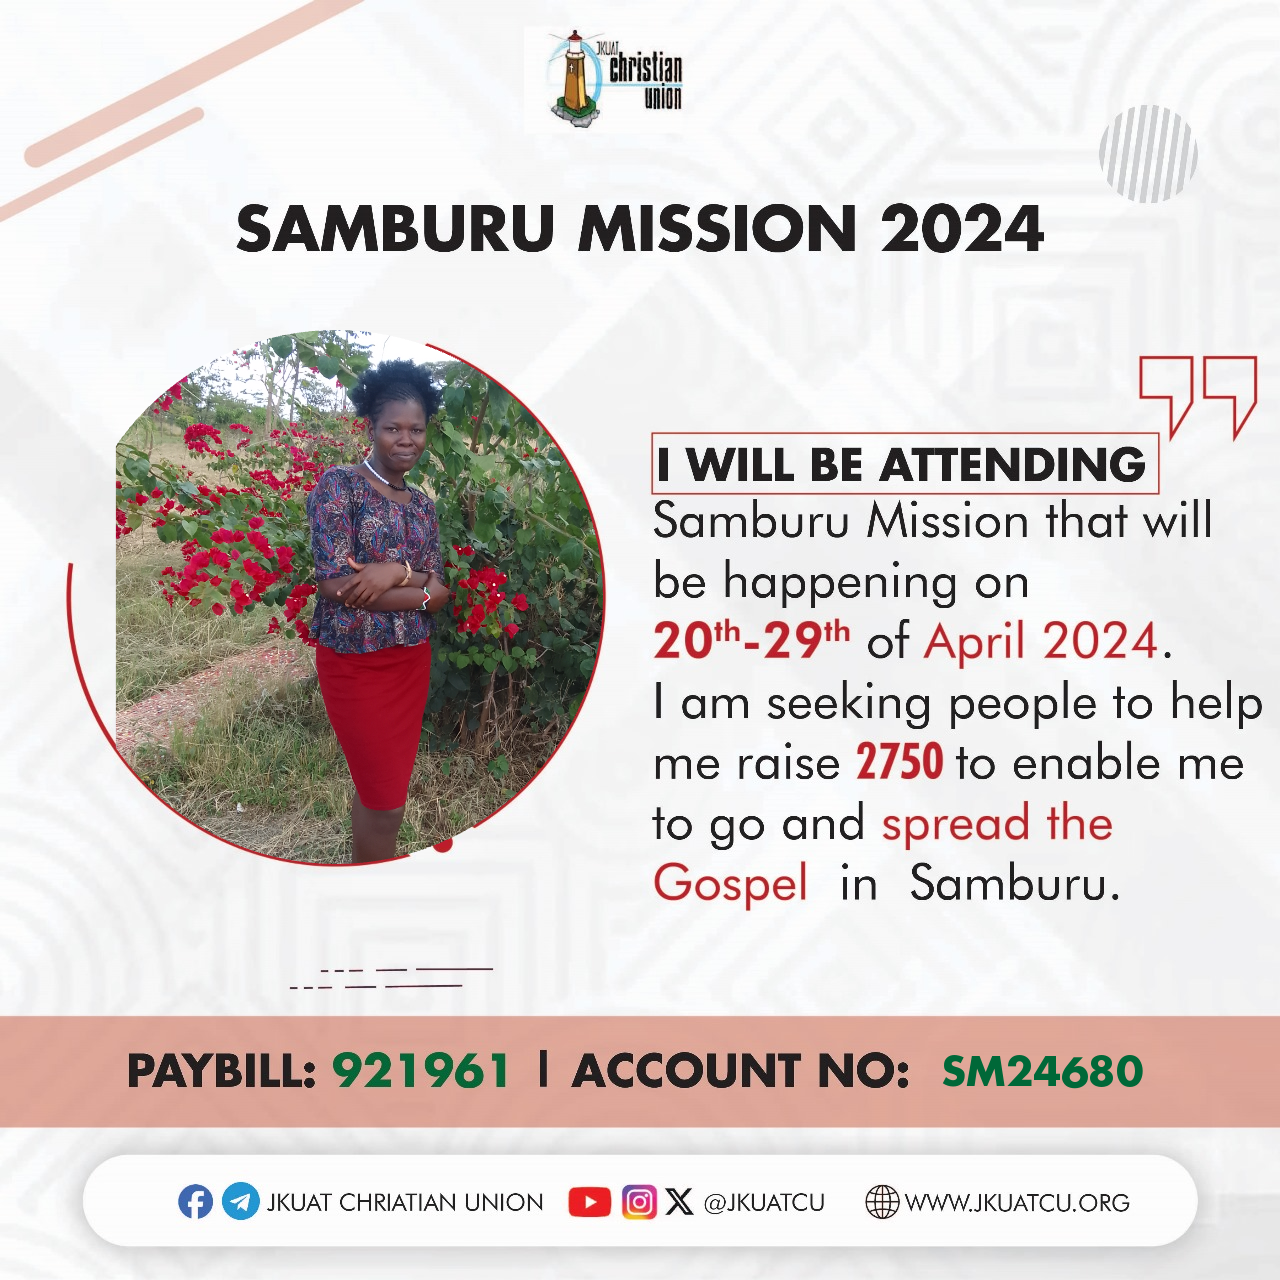 JKUAT
christian
union
SAMBURU MISSION 2024
I WILL BE ATTENDING
Samburu Mission that will
be happening on
20th-29th of April 2024.
I am seeking people to help
me raise 2750 to enable me
to go and spread the
Gospel in Samburu.
PAYBILL: 921961 | ACCOUNT NO: SM24680
JKUAT CHRIATIAN UNION @JKUATCU WWW.JKUATCU.ORG